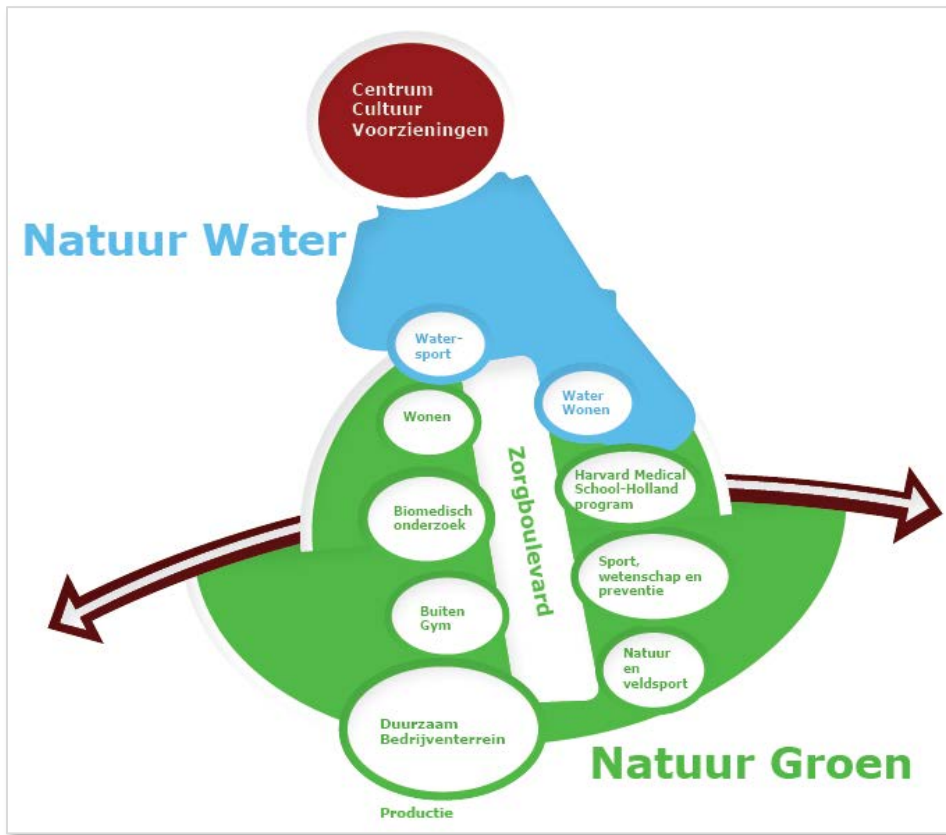 Centrum
Cultuur
Voorzieningen
Natuur Water
Water-
sport
Water
Wonen
Wonen
Zorgboulevard
Harvard Medical
School-Holland
program
Biomedisch
onderzoek
Sport,
wetenschap en
preventie
Buiten
Gym
Natuur
en
veldsport
Duurzaam
Bedrijventerrein
Natuur Groen
Productie